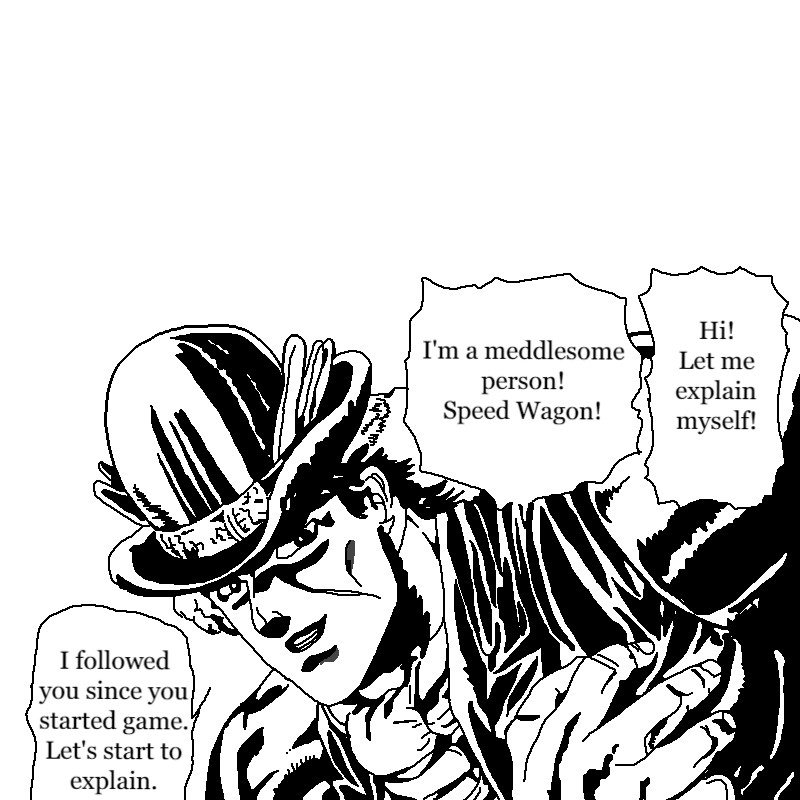 Hi!
Let me
explain
myself!
I'm a meddlesome
person!
Speed Wagon!
I followed
you since you
started game.
Let's start to
explain.